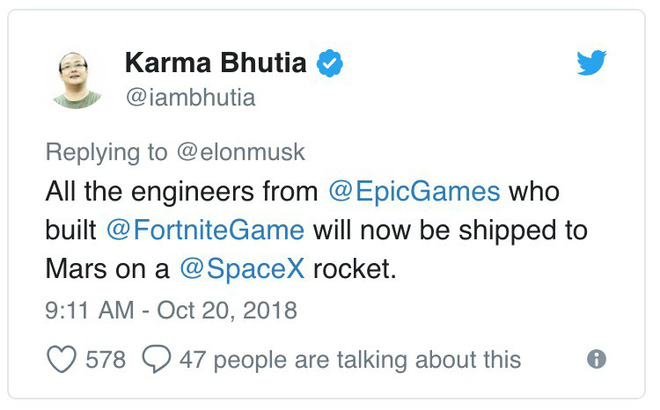 Karma Bhutia
@iambhutia
Replying to @elonmusk
All the engineers from @EpicGames who
built @FortniteGame will now be shipped to
Mars on a @SpaceX rocket.
9:11 AM - Oct 20, 2018
578 47 people are talking about this